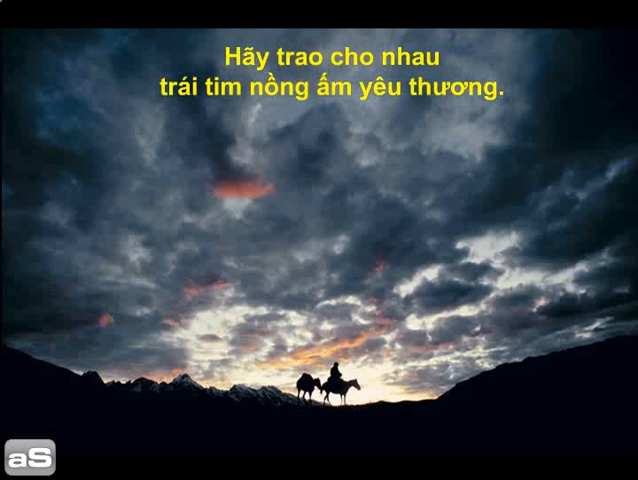 Hãy trao cho nhau
trái tim nồng ấm yêu thương.
aS